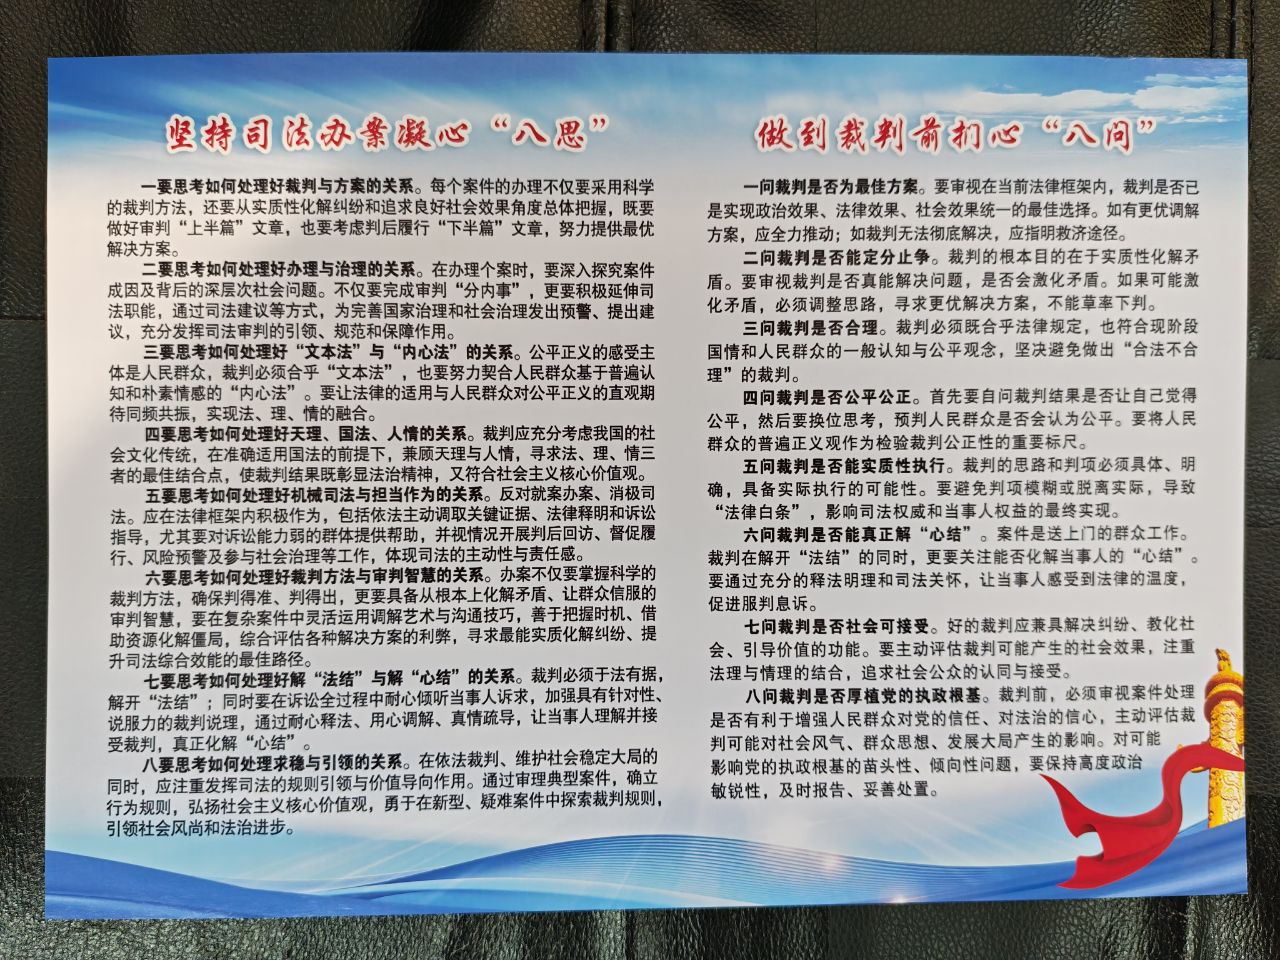 坚持司法办案凝心“八思”
一要思考如何处理好裁判与方案的关系。每个案件的办理不仅要采用科学
的裁判方法，还要从实质性化解纠纷和追求良好社会效果角度总体把握，既要
做好审判“上半篇”文章，也要考虑判后履行“下半篇”文章，努力提供最优
解决方案。
二要思考如何处理好办理与治理的关系。在办理个案时，要深入探究案件
成因及背后的深层次社会问题。不仅要完成审判“分内事”，更要积极延伸司
法职能，通过司法建议等方式，为完善国家治理和社会治理发出预警、提出建
议，充分发挥司法审判的引领、规范和保障作用。
三要思考如何处理好“文本法”与“内心法”的关系。公平正义的感受主
体是人民群众，裁判必须合乎“文本法”，也要努力契合人民群众基于普遍认
知和朴素情感的“内心法”。要让法律的适用与人民群众对公平正义的直观期
待同频共振，实现法、理、情的融合。
四要思考如何处理好天理、国法、人情的关系。裁判应充分考虑我国的社
会文化传统，在准确适用国法的前提下，兼顾天理与人情，寻求法、理、情三
者的最佳结合点，使裁判结果既彰显法治精神，又符合社会主义核心价值观。
五要思考如何处理好机械司法与担当作为的关系。反对就案办案、消极司
法。应在法律框架内积极作为，包括依法主动调取关键证据、法律释明和诉讼
指导，尤其要对诉讼能力弱的群体提供帮助，并视情况开展判后回访、督促履
行、风险预警及参与社会治理等工作，体现司法的主动性与责任感。
六要思考如何处理好裁判方法与审判智慧的关系。办案不仅要掌握科学的
裁判方法，确保判得准、判得出，更要具备从根本上化解矛盾、让群众信服的
审判智慧，要在复杂案件中灵活运用调解艺术与沟通技巧，善于把握时机、借
助资源化解僵局，综合评估各种解决方案的利弊，寻求最能实质化解纠纷、提
升司法综合效能的最佳路径。
七要思考如何处理好解“法结”与解“心结”的关系。裁判必须于法有据，
解开“法结”；同时要在诉讼全过程中耐心倾听当事人诉求，加强具有针对性、
说服力的裁判说理，通过耐心释法、用心调解、真情疏导，让当事人理解并接
受裁判，真正化解“心结”。
八要思考如何处理求稳与引领的关系。在依法裁判、维护社会稳定大局的
同时，应注重发挥司法的规则引领与价值导向作用。通过审理典型案件，确立
行为规则，弘扬社会主义核心价值观，勇于在新型、疑难案件中探索裁判规则，
引领社会风尚和法治进步。
做到裁判前扪心“八问”
一问裁判是否为最佳方案。要审视在当前法律框架内，裁判是否已
是实现政治效果、法律效果、社会效果统一的最佳选择。如有更优调解
方案，应全力推动；如裁判无法彻底解决，应指明救济途径。
二问裁判是否能定分止争。裁判的根本目的在于实质性化解矛
盾。要审视裁判是否真能解决问题，是否会激化矛盾。如果可能激
化矛盾，必须调整思路，寻求更优解决方案，不能草率下判。
三问裁判是否合理。裁判必须既合乎法律规定，也符合现阶段
国情和人民群众的一般认知与公平观念，坚决避免做出“合法不合
理”的裁判。
四问裁判是否公平公正。首先要自问裁判结果是否让自己觉得
公平，然后要换位思考，预判人民群众是否会认为公平。要将人民
群众的普遍正义观作为检验裁判公正性的重要标尺。
五问裁判是否能实质性执行。裁判的思路和判项必须具体、明
确，具备实际执行的可能性。要避免判项模糊或脱离实际，导致
“法律白条”，影响司法权威和当事人权益的最终实现。
六问裁判是否能真正解“心结”。案件是送上门的群众工作。
裁判在解开“法结”的同时，更要关注能否化解当事人的“心结”。
要通过充分的释法明理和司法关怀，让当事人感受到法律的温度，
促进服判息诉。
七问裁判是否社会可接受。好的裁判应兼具解决纠纷、教化社
会、引导价值的功能。要主动评估裁判可能产生的社会效果，注重
法理与情理的结合，追求社会公众的认同与接受。
八问裁判是否厚植党的执政根基。裁判前，必须审视案件处理
是否有利于增强人民群众对党的信任、对法治的信心，主动评估裁
判可能对社会风气、群众思想、发展大局产生的影响。对可能
影响党的执政根基的苗头性、倾向性问题，要保持高度政治
敏锐性，及时报告、妥善处置。